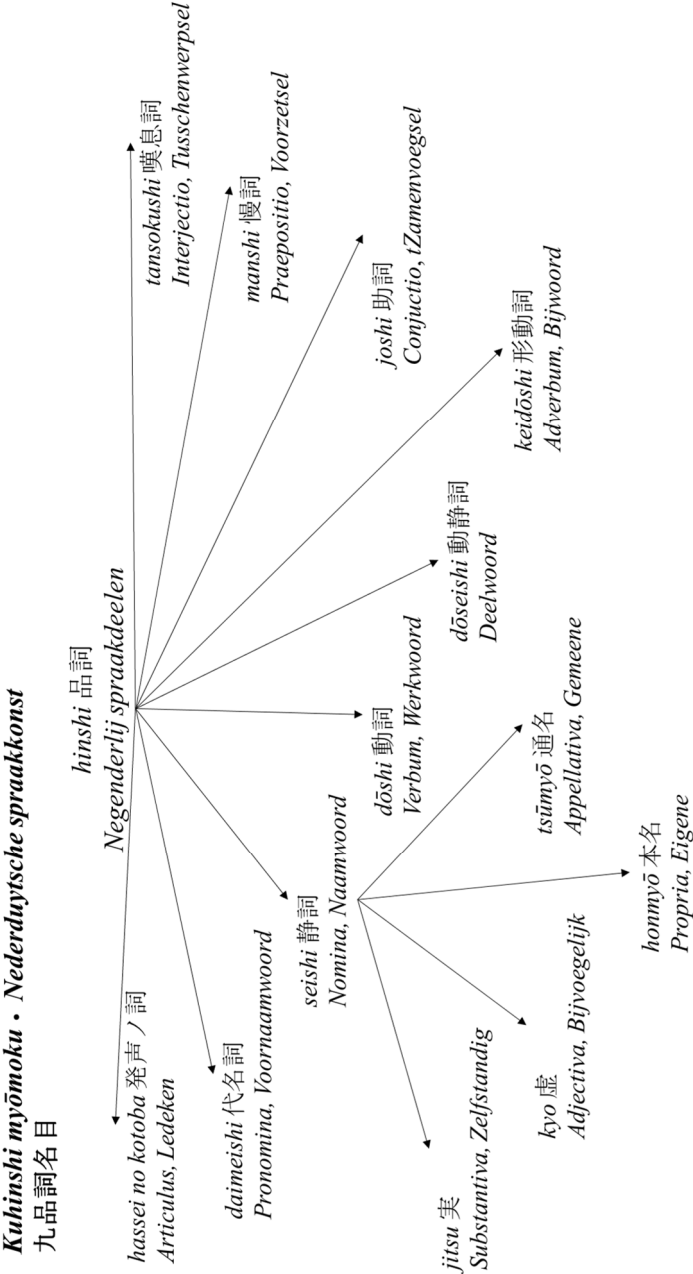 Kuhinshi myōmoku • Nederduytsche spraakkonst
九品詞名目
hinshi 品詞
Negenderlij spraakdeelen
hassei no kotoba 発声ノ詞
Articulus, Ledeken
daimeishi 代名詞
Pronomina, Voornaamwoord
seishi 静詞
Nomina, Naamwoord
jitsu 実
Substantiva, Zelfstandig
kyo 虚
Adjectiva, Bijvoegelijk
honmyō 本名
Propria, Eigene
tsūmyō 通名
Appellativa, Gemeene
dōshi 動詞
Verbum, Werkwoord
dōseishi 動静詞
Deelwoord
keidōshi 形動詞
Adverbum, Bijwoord
joshi 助詞
Conjuctio, tZamenvoegsel
manshi 慢詞
Praepositio, Voorzetsel
tansokushi 嘆息詞
Interjectio, Tusschenwerpsel